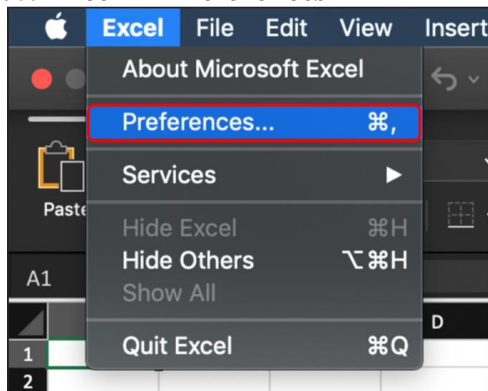 Excel File Edit View Insert
About Microsoft Excel
Preferences... ⌘,
Services ▶
Paste
Hide Excel ⌘H
Hide Others ⌥⌘H
Show All
A1
Quit Excel ⌘Q
D
1
2